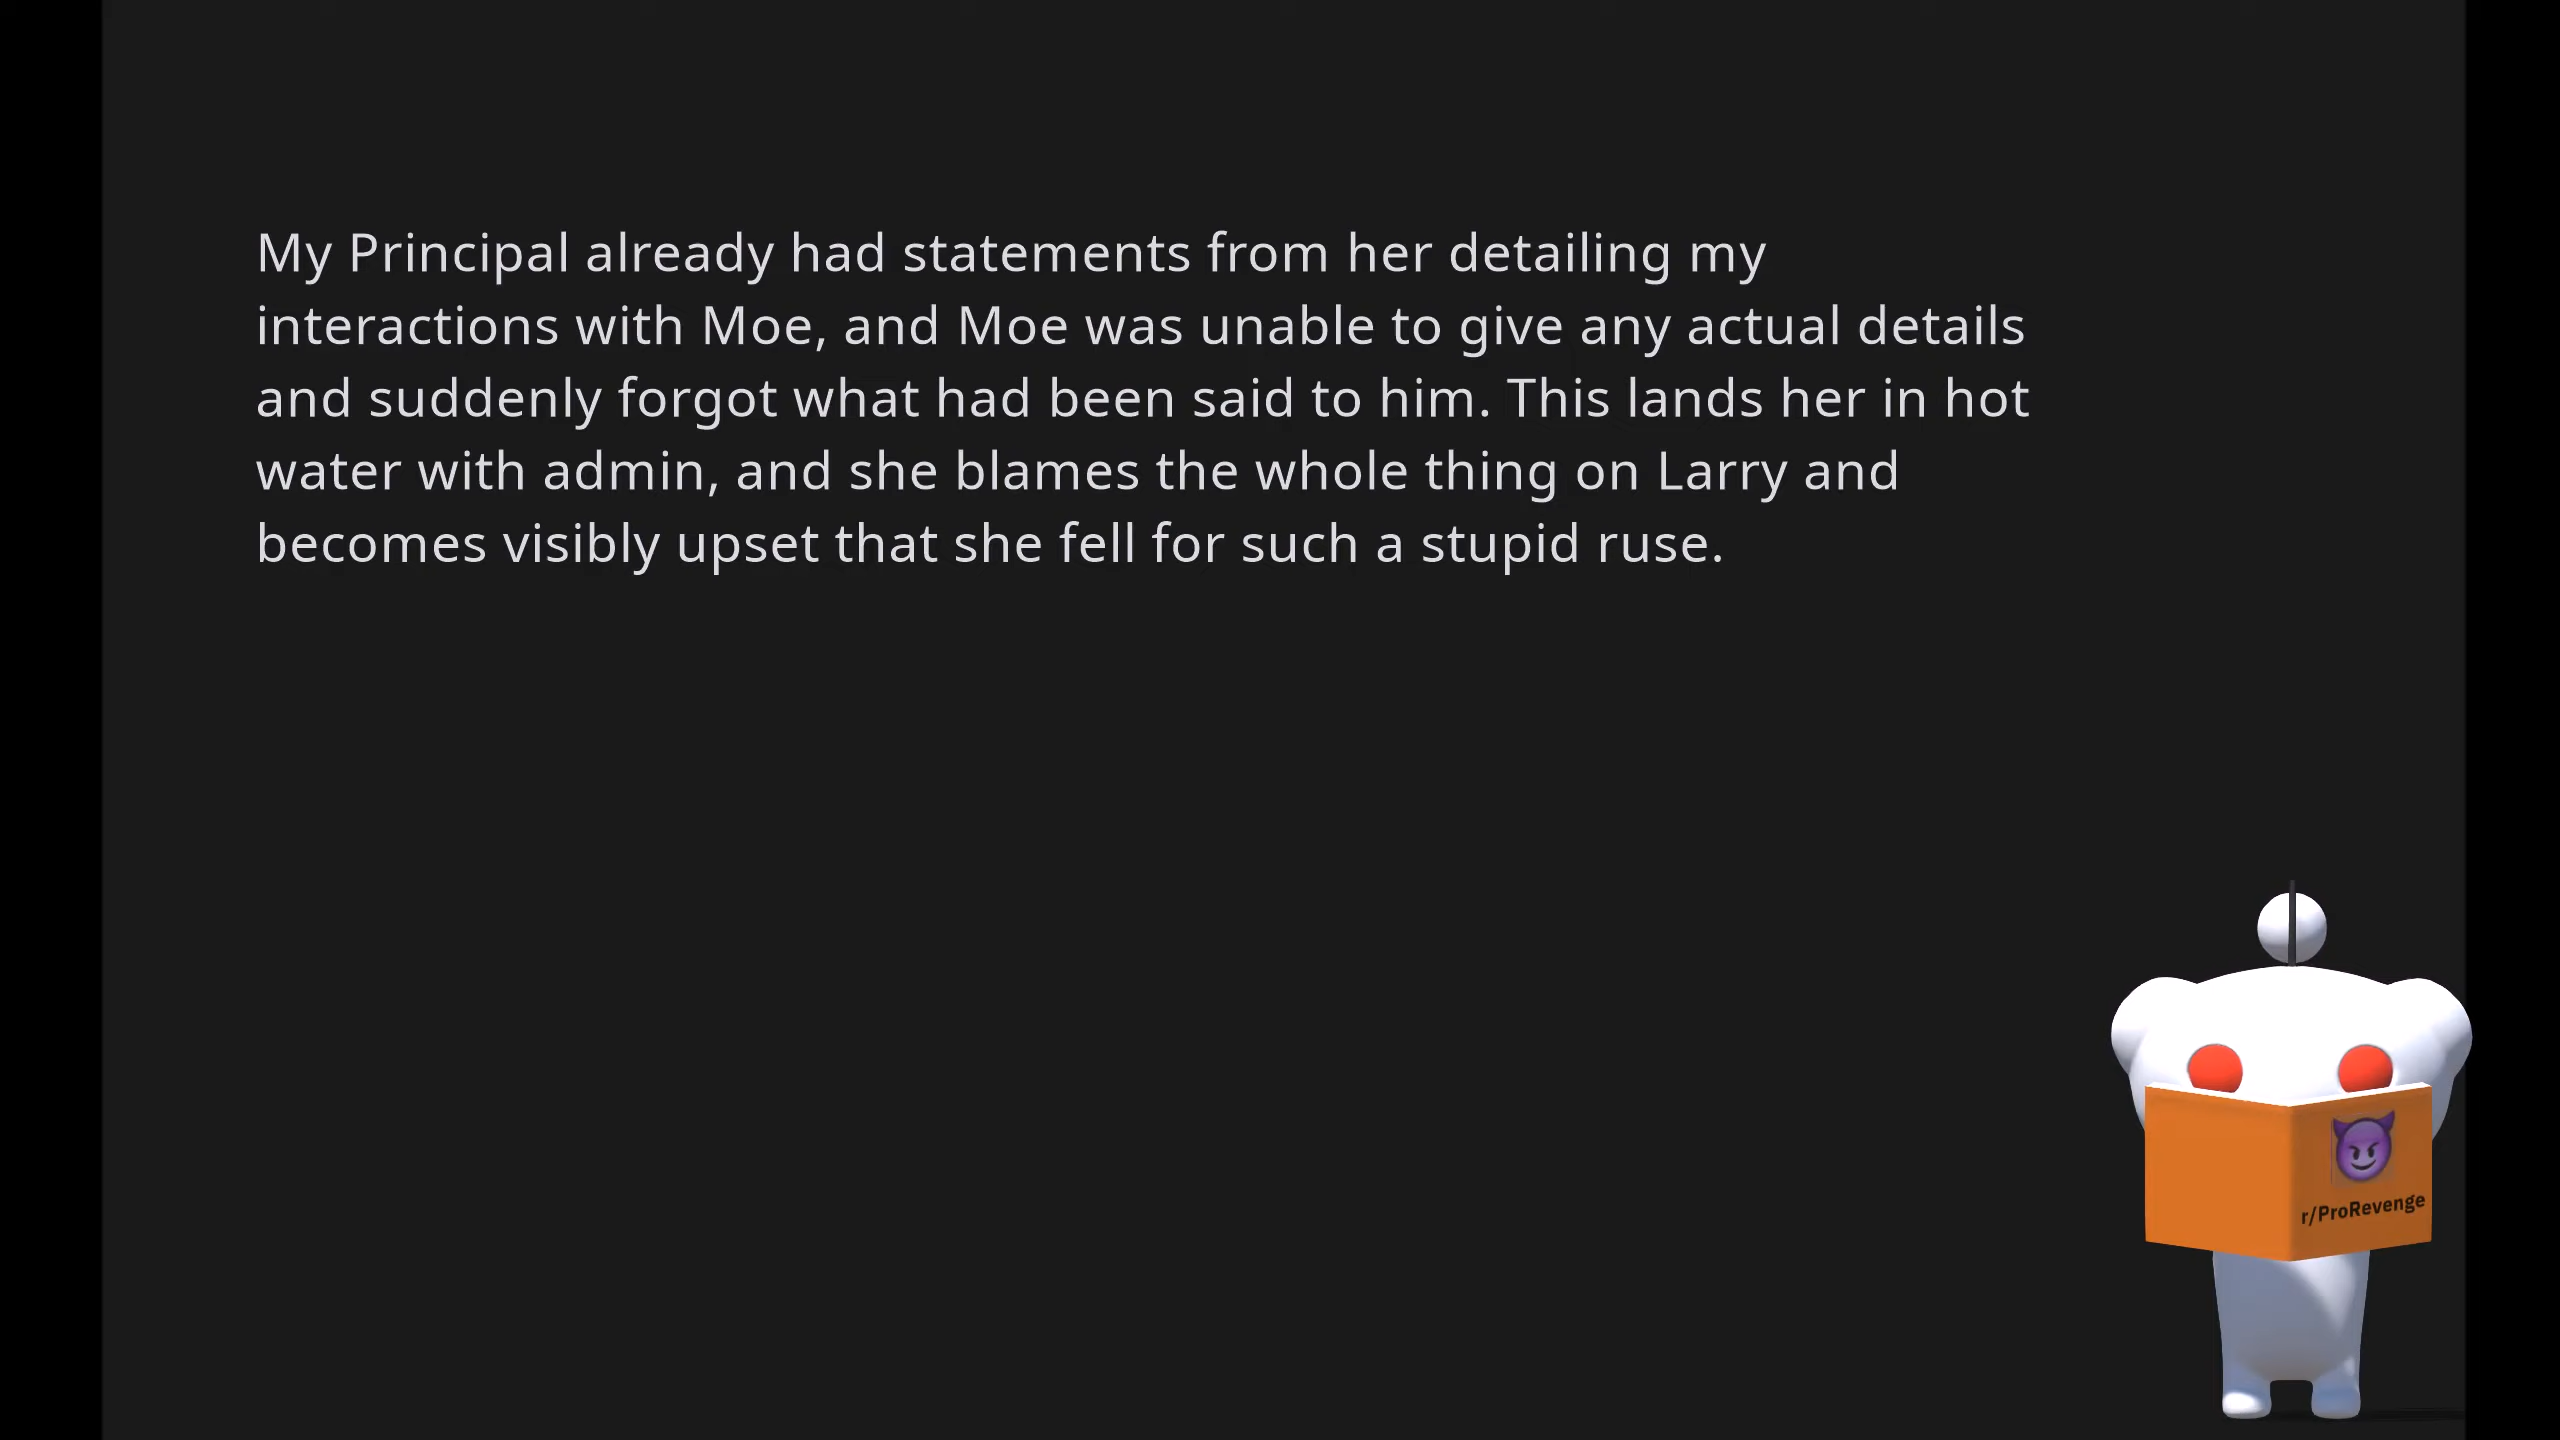 My Principal already had statements from her detailing my
interactions with Moe, and Moe was unable to give any actual details
and suddenly forgot what had been said to him. This lands her in hot
water with admin, and she blames the whole thing on Larry and
becomes visibly upset that she fell for such a stupid ruse.
r/ProRevenge